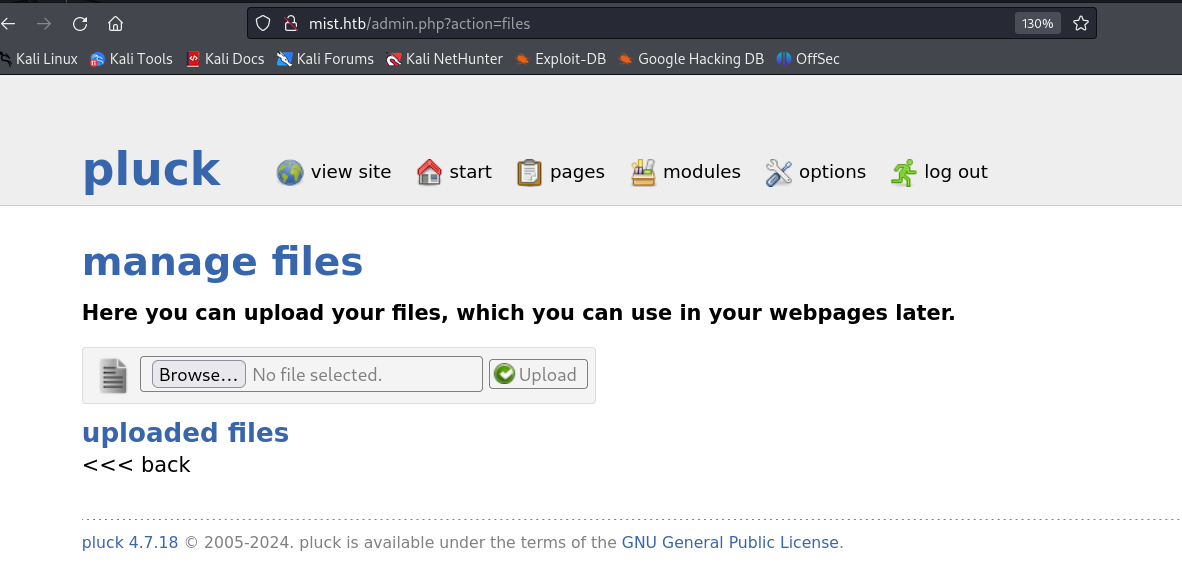 mist.htb/admin.php?action=files 130%
Kali Linux Kali Tools Kali Docs Kali Forums Kali NetHunter Exploit-DB Google Hacking DB OffSec
pluck view site start pages modules options log out
manage files
Here you can upload your files, which you can use in your webpages later.
Browse... No file selected. Upload
uploaded files
<<< back
pluck 4.7.18 © 2005-2024. pluck is available under the terms of the GNU General Public License.